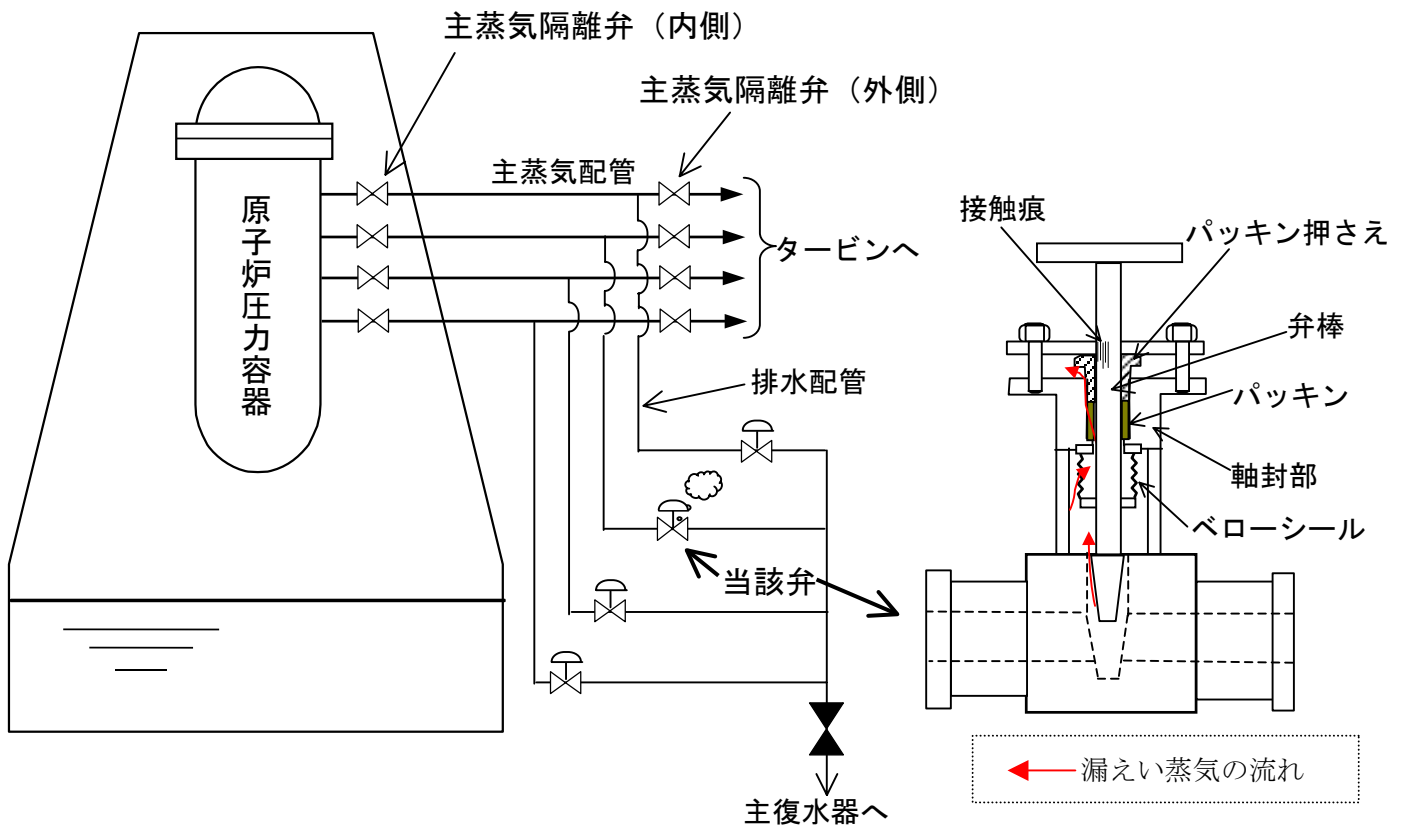 主蒸気隔離弁（内側）
主蒸気隔離弁（外側）
主蒸気配管
原子炉圧力容器
タービンへ
排水配管
当該弁
主復水器へ
接触痕
パッキン押さえ
弁棒
パッキン
軸封部
ベローシール
漏えい蒸気の流れ